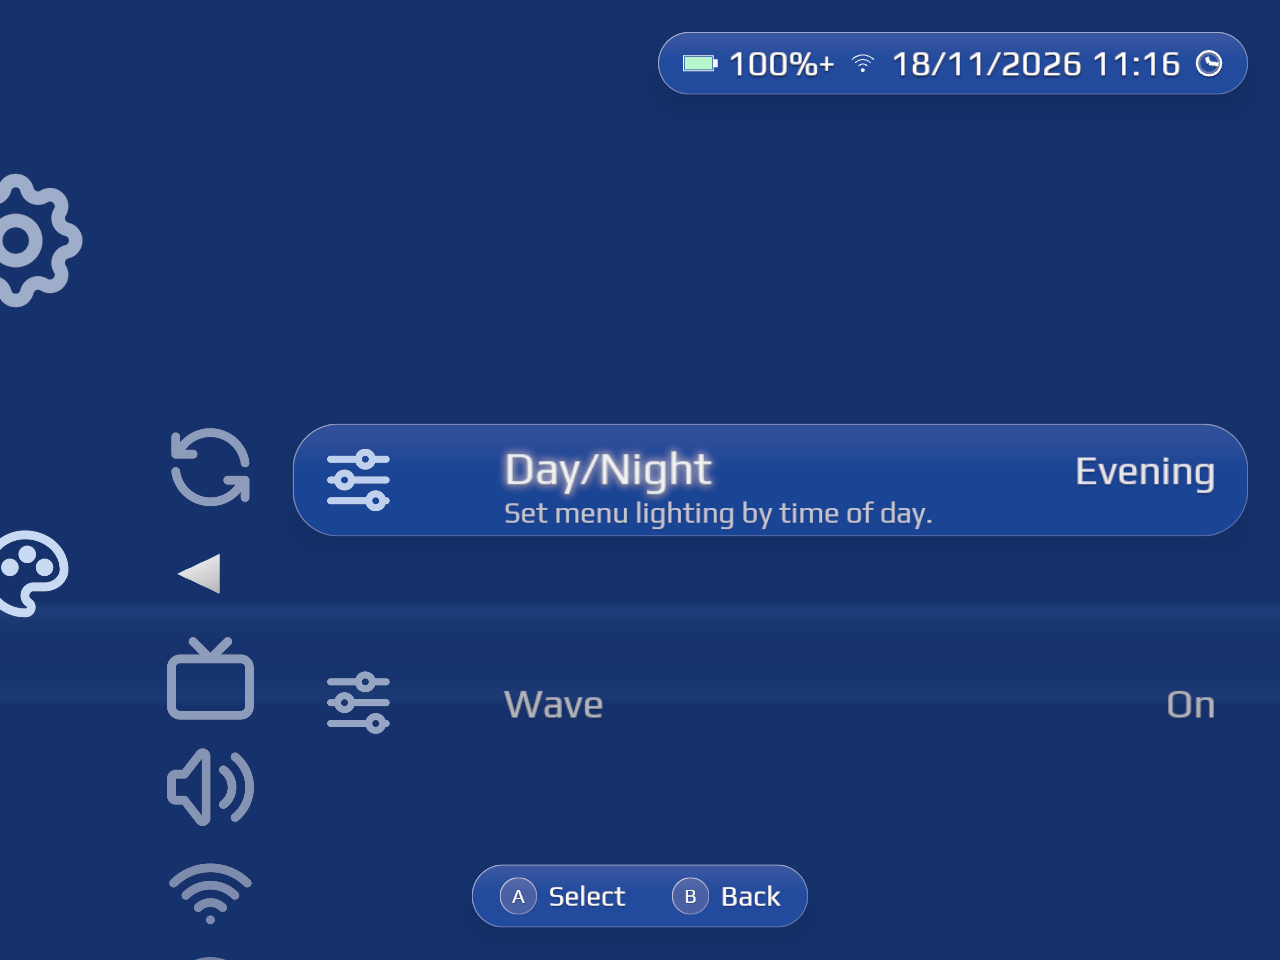 100%+ 18/11/2026 11:16
Day/Night
Evening
Set menu lighting by time of day.
Wave
On
A Select B Back